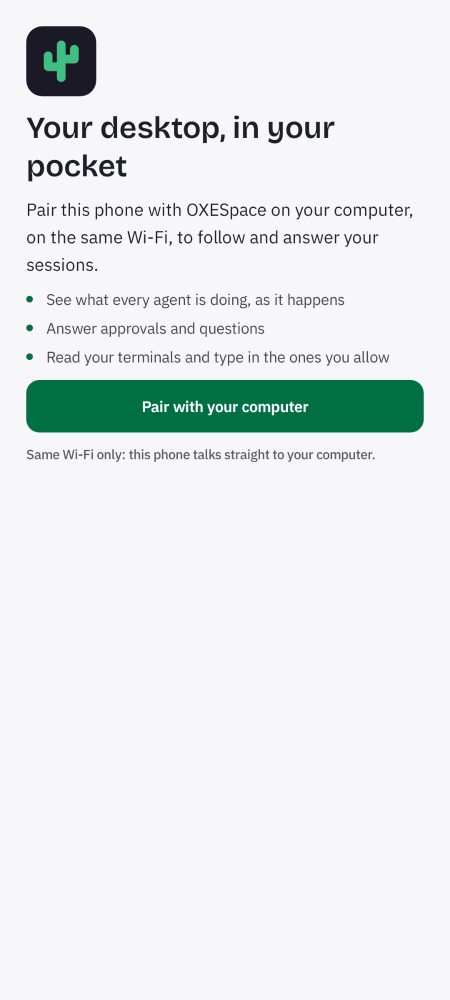 Your desktop, in your
pocket
Pair this phone with OXESpace on your computer,
on the same Wi-Fi, to follow and answer your
sessions.
See what every agent is doing, as it happens
Answer approvals and questions
Read your terminals and type in the ones you allow
Pair with your computer
Same Wi-Fi only: this phone talks straight to your computer.